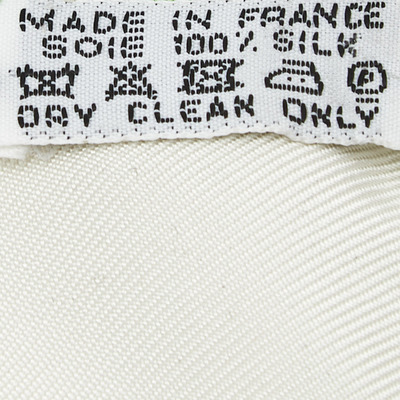 MADE IN FRANCE
SOIE 100% SILK
P
DRY CLEAN ONLY